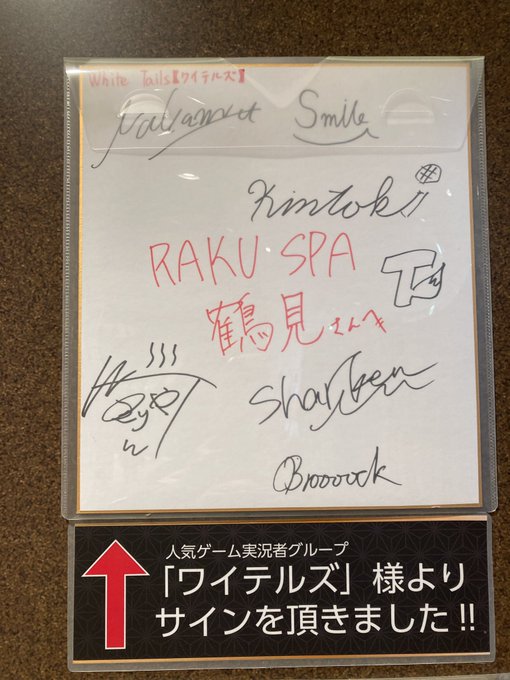 White Tails【ワイテルズ】
Nakamu
Smile
Kintoki
RAKU SPA
鶴見さんへ
Sharken
Broooock
人気ゲーム実況者グループ
「ワイテルズ」様より
サインを頂きました!!